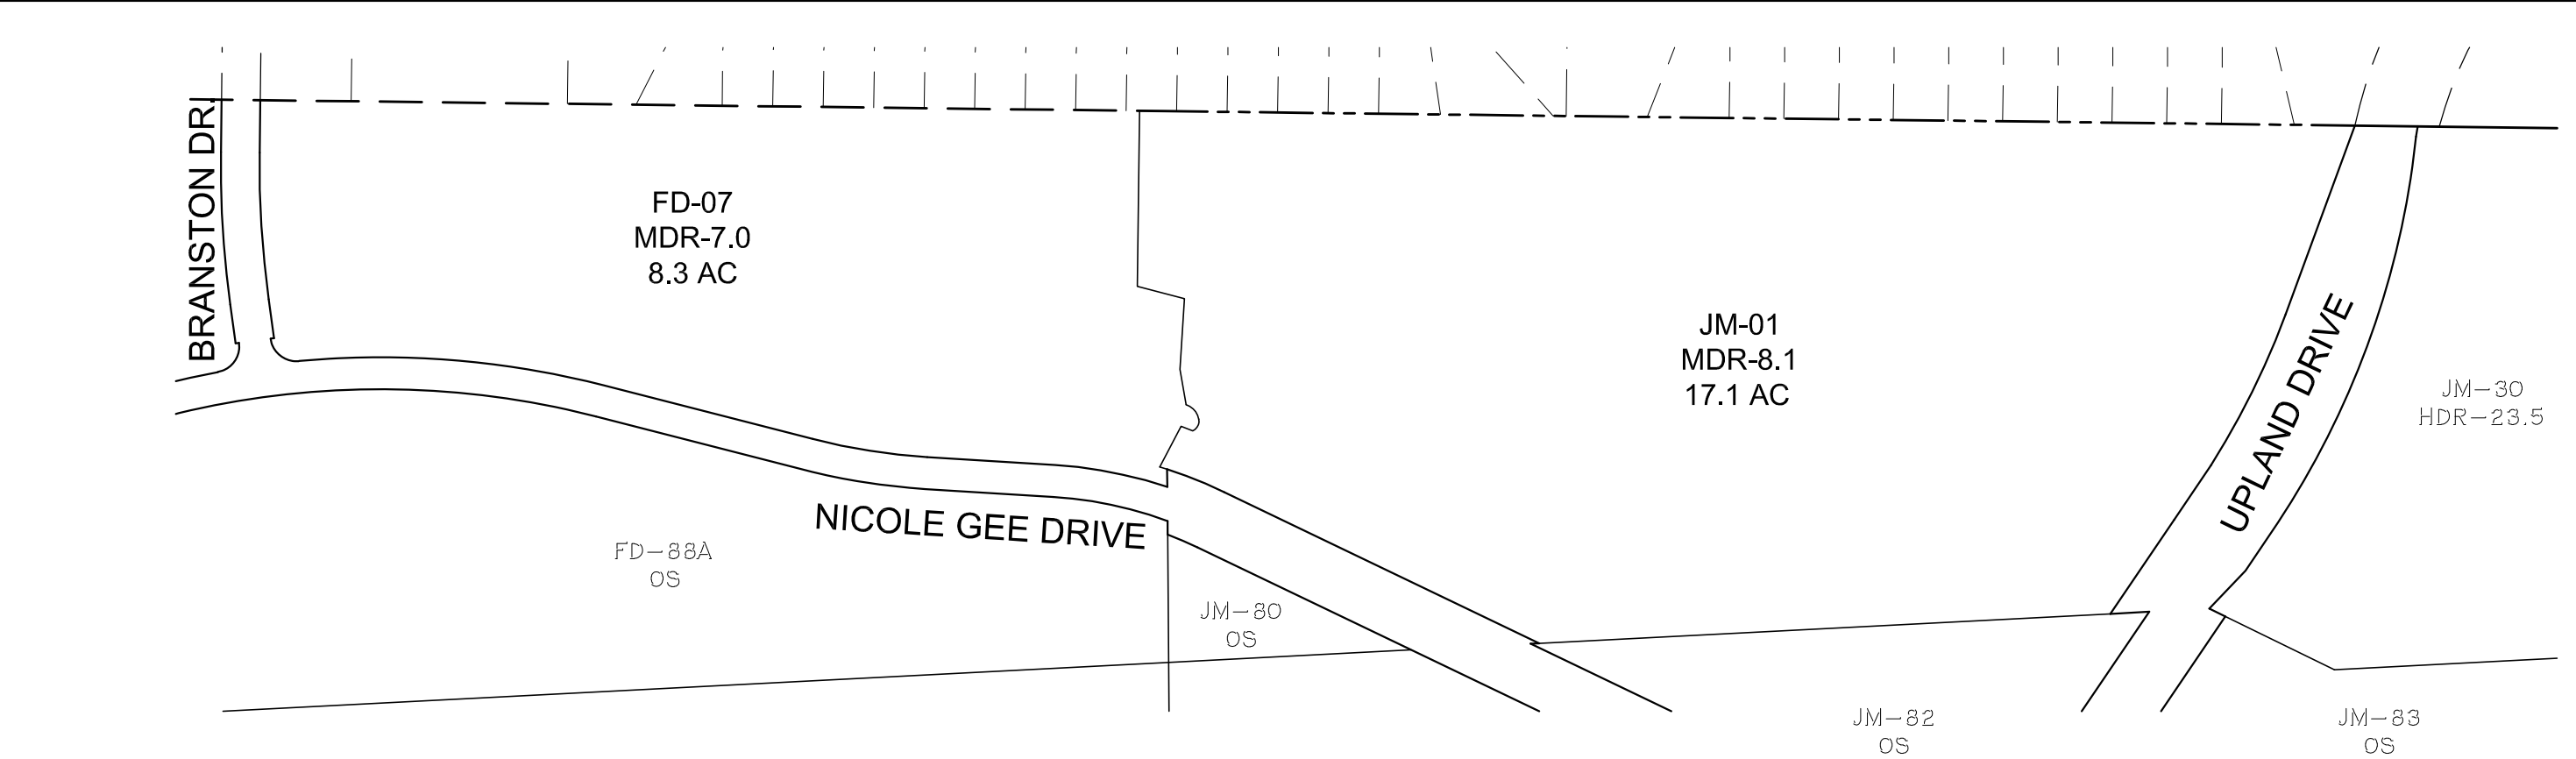 BRANSTON DR.
FD-07
MDR-7.0
8.3 AC
JM-01
MDR-8.1
17.1 AC
UPLAND DRIVE
JM-30
HDR-23.5
NICOLE GEE DRIVE
FD-88A
OS
JM-80
OS
JM-82
OS
JM-83
OS